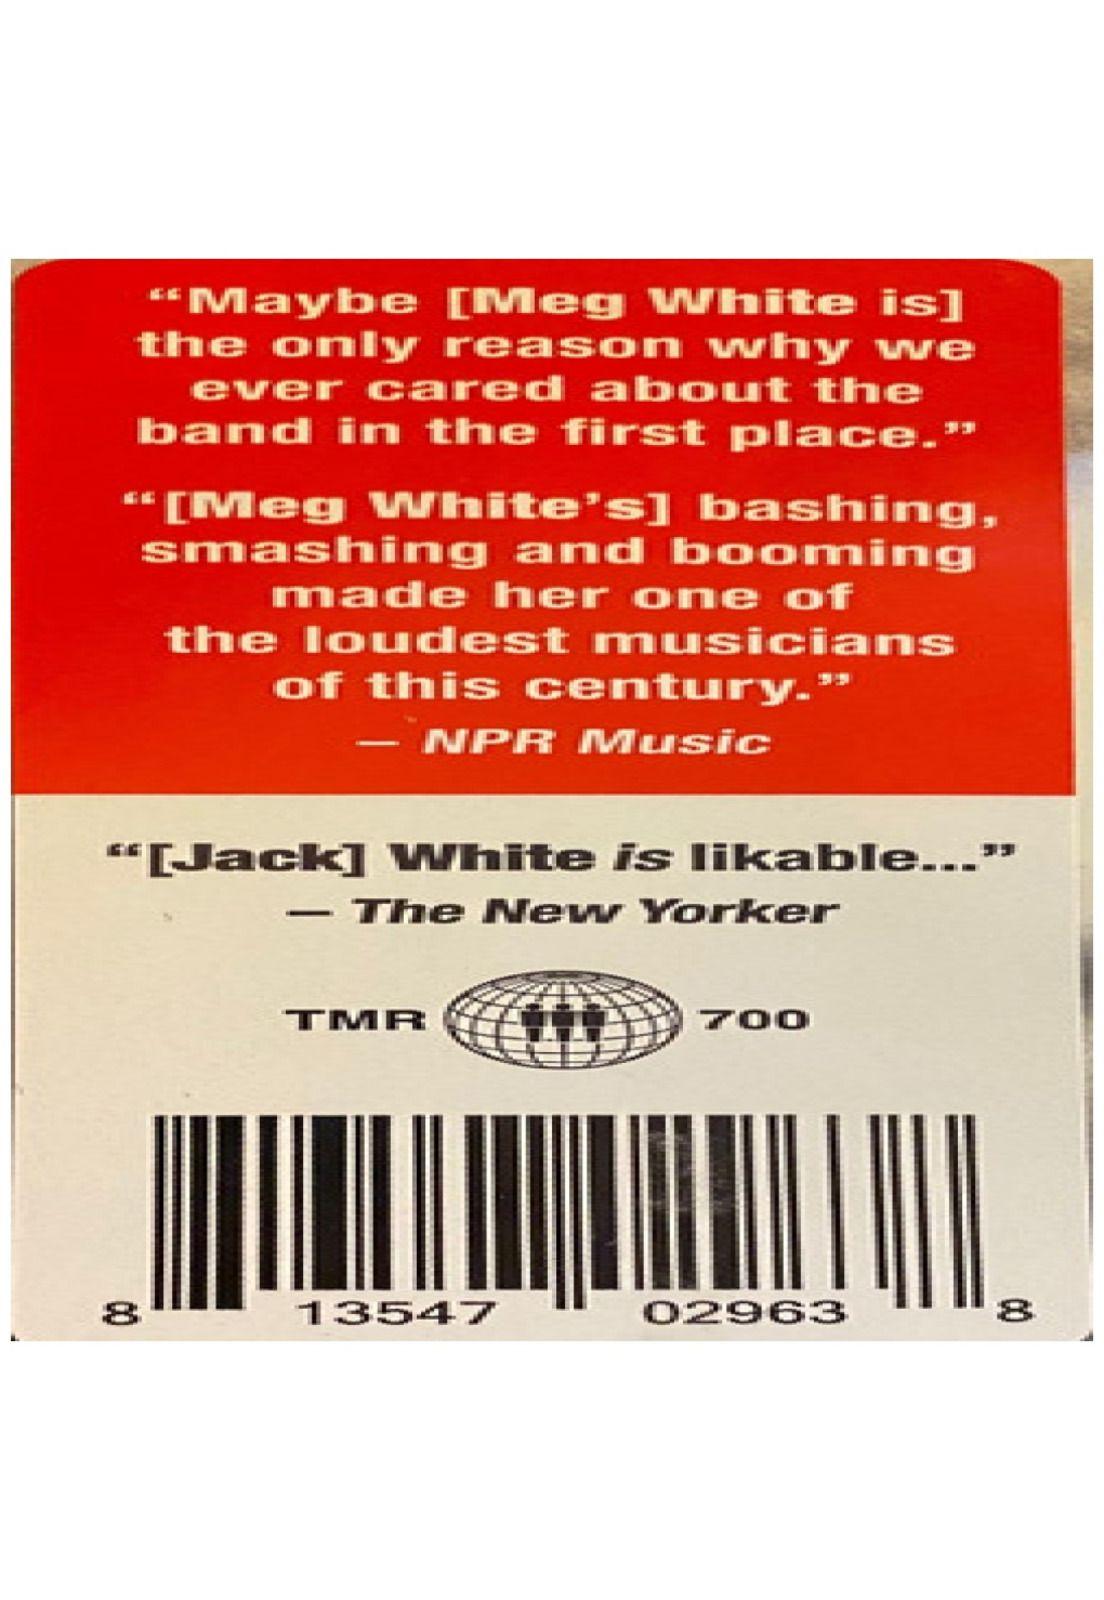 “Maybe [Meg White is]
the only reason why we
ever cared about the
band in the first place.”
“[Meg White’s] bashing,
smashing and booming
made her one of
the loudest musicians
of this century.”
– NPR Music
“[Jack] White is likable...”
– The New Yorker
TMR 700
8 13547 02963 8